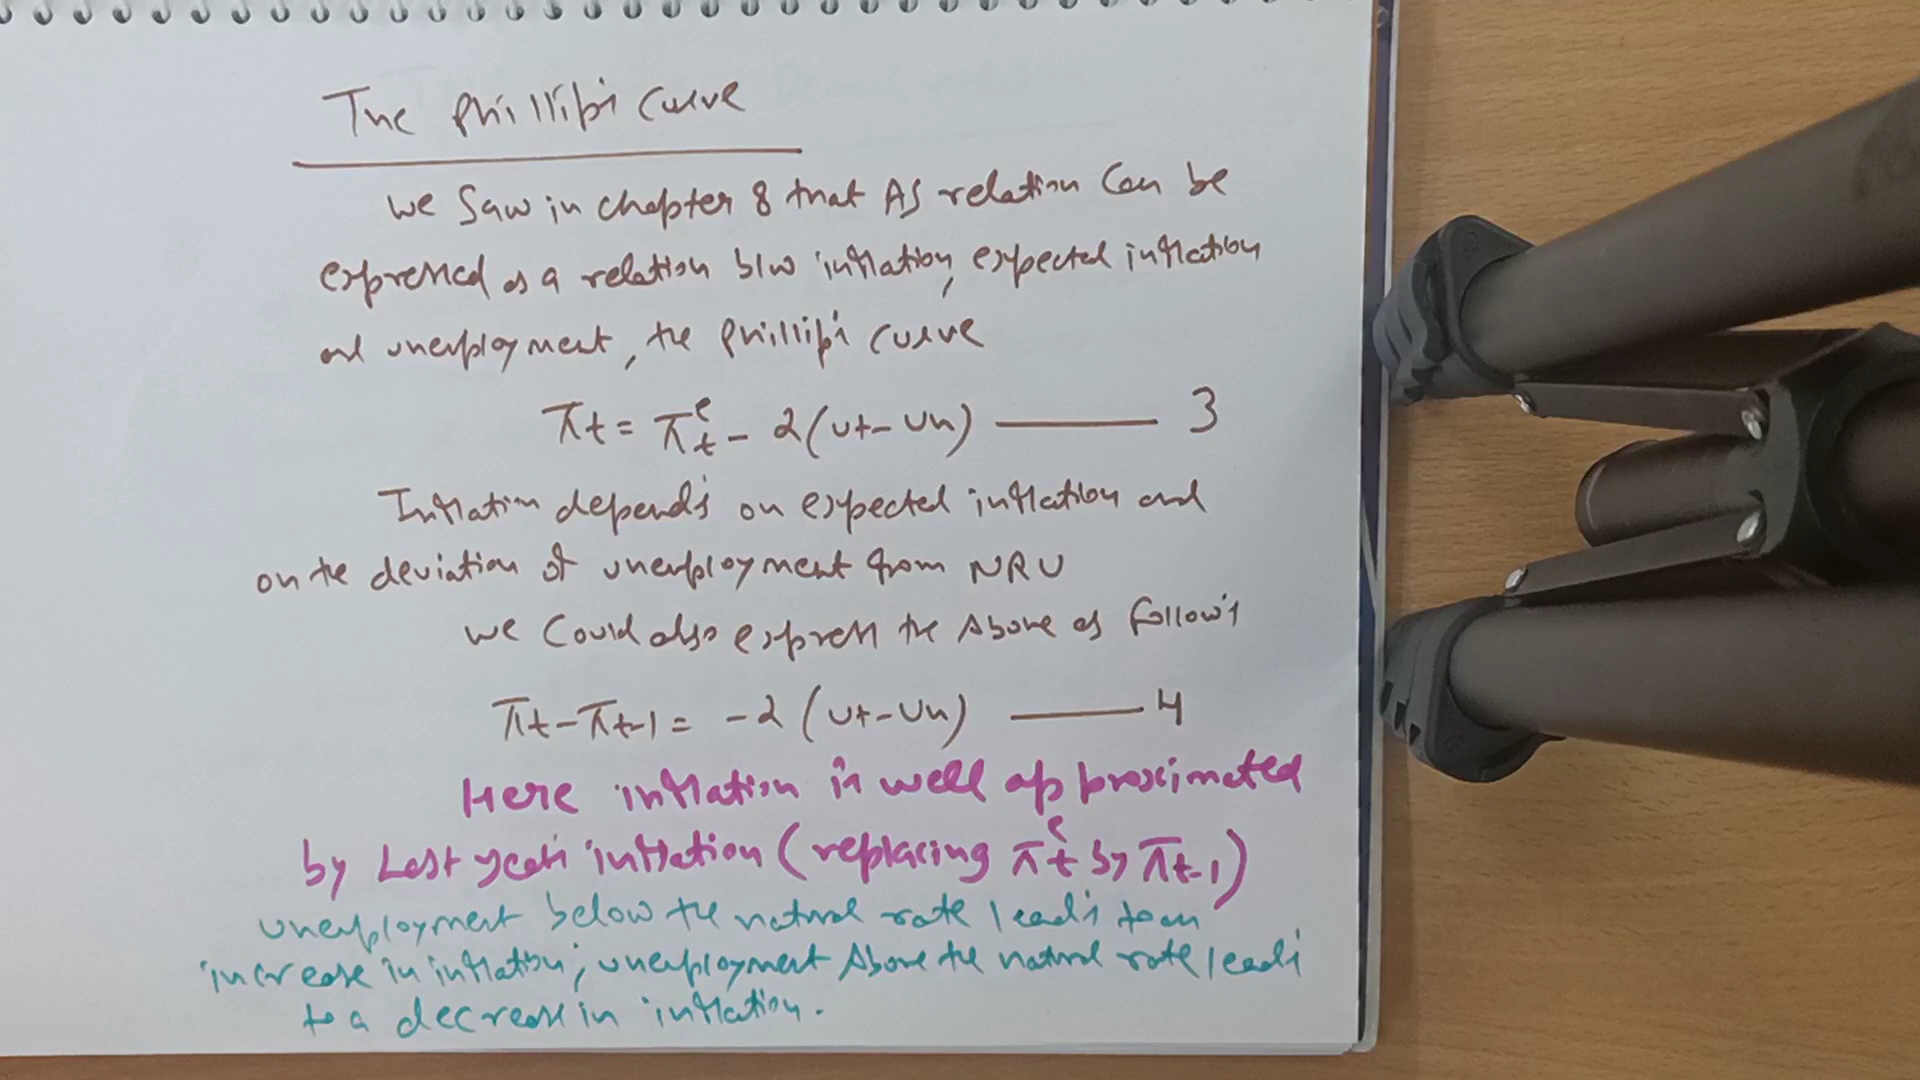 The Phillip's Curve
We Saw in chapter 8 that AS relation Can be
expressed as a relation b/w inflation, expected inflation
and unemployment, the Phillip's curve
πt = πᵉt - 2(ut - un) ——— 3
Inflation depends on expected inflation and
on the deviation of unemployment from NRU
we Could also express the Above as follow's
πt - πt-1 = -2 (ut - un) ——— 4
Here inflation is well approximated
by Last year inflation (replacing πᵉt by πt-1)
unemployment below the natural rate leads to an
increase in inflation; unemployment Above the natural rate leads
to a decrease in inflation.